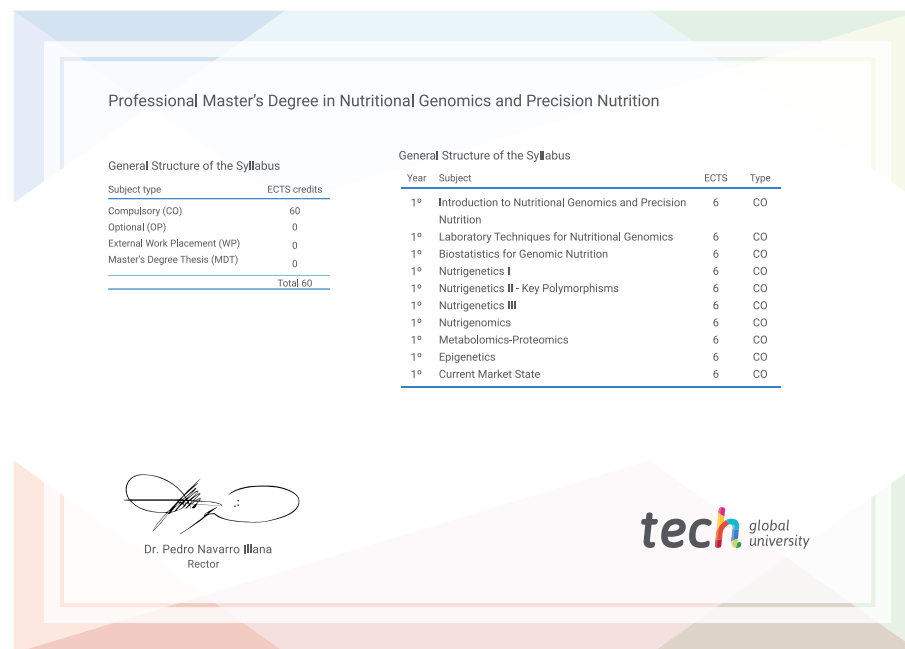 Professional Master's Degree in Nutritional Genomics and Precision Nutrition
General Structure of the Syllabus
Subject type ECTS credits
Compulsory (CO) 60
Optional (OP) 0
External Work Placement (WP) 0
Master's Degree Thesis (MDT) 0
Total 60
General Structure of the Syllabus
Year Subject ECTS Type
1º Introduction to Nutritional Genomics and Precision 6 CO
Nutrition
1º Laboratory Techniques for Nutritional Genomics 6 CO
1º Biostatistics for Genomic Nutrition 6 CO
1º Nutrigenetics I 6 CO
1º Nutrigenetics II - Key Polymorphisms 6 CO
1º Nutrigenetics III 6 CO
1º Nutrigenomics 6 CO
1º Metabolomics-Proteomics 6 CO
1º Epigenetics 6 CO
1º Current Market State 6 CO
Dr. Pedro Navarro Illana
Rector
tech global
university